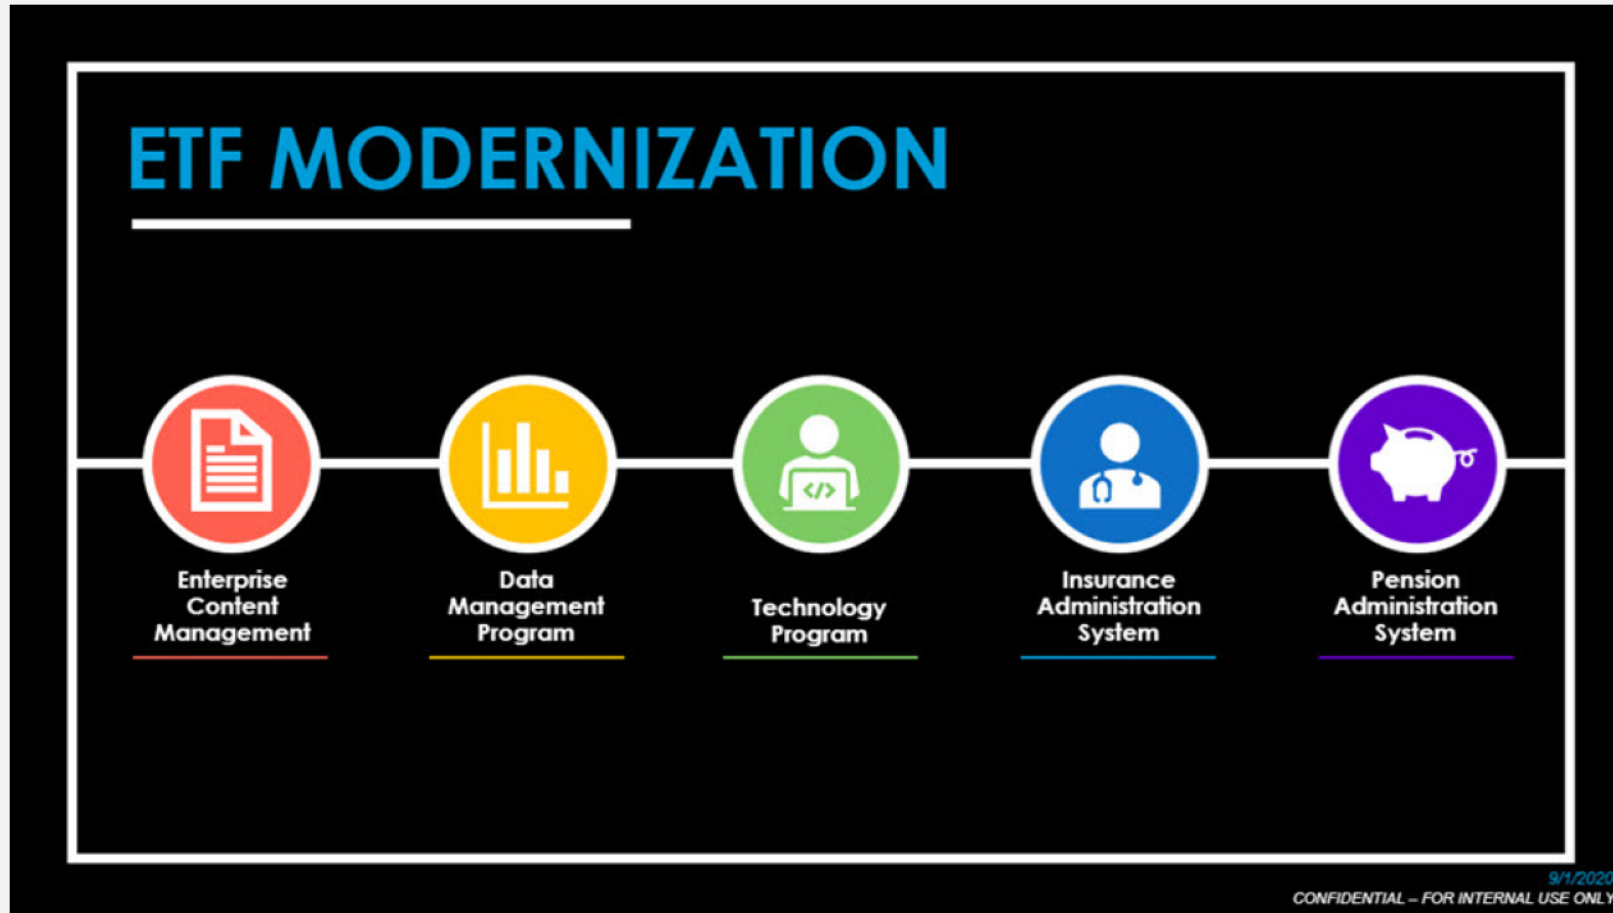 ETF MODERNIZATION
</>
Enterprise
Content
Management
Data
Management
Program
Technology
Program
Insurance
Administration
System
Pension
Administration
System
9/1/2020
CONFIDENTIAL – FOR INTERNAL USE ONLY